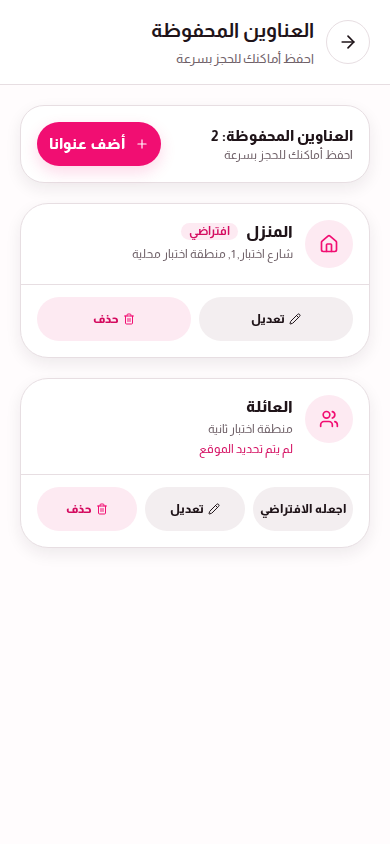 العناوين المحفوظة
احفظ أماكنك للحجز بسرعة
العناوين المحفوظة: 2
احفظ أماكنك للحجز بسرعة
أضف عنوانا
المنزل افتراضي
شارع اختبار 1, منطقة اختبار محلية
تعديل
حذف
العائلة
منطقة اختبار ثانية
لم يتم تحديد الموقع
اجعله الافتراضي
تعديل
حذف